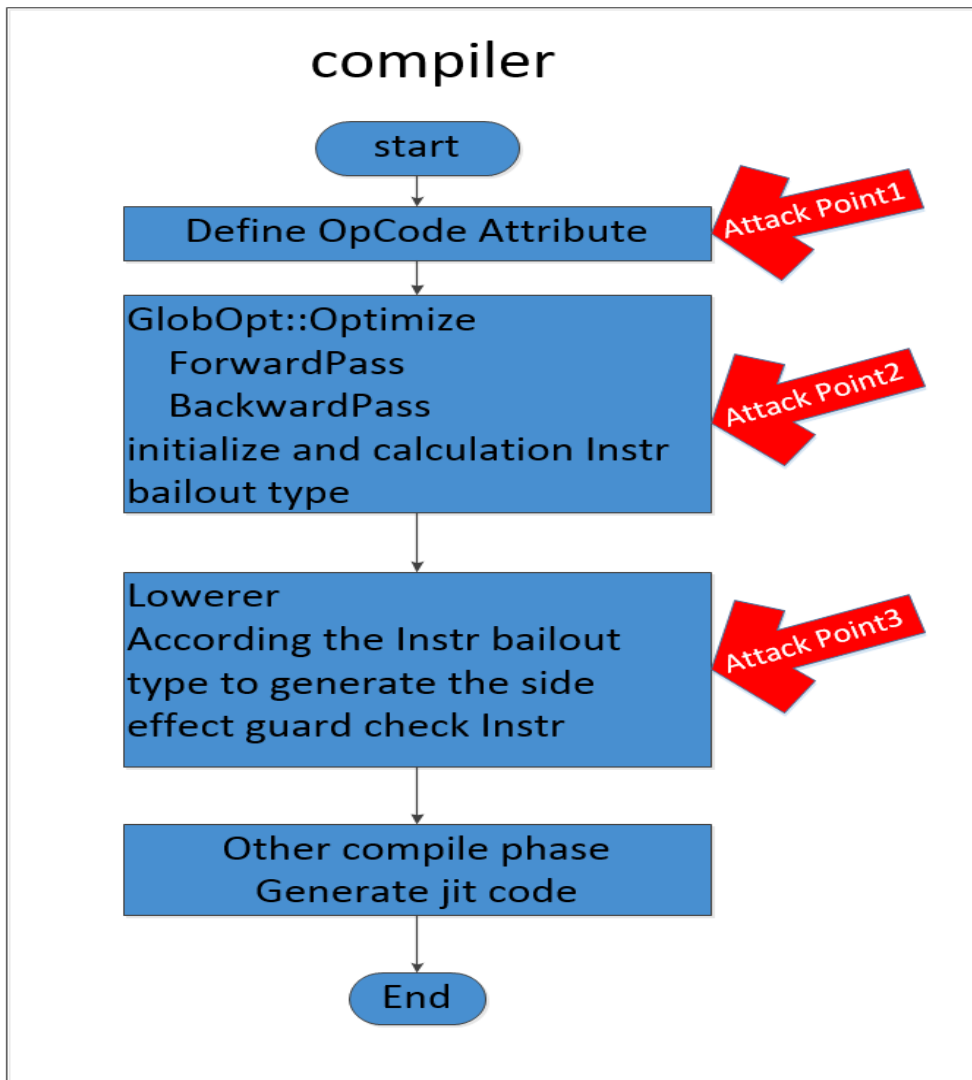 compiler
start
Define OpCode Attribute
Attack Point1
GlobOpt::Optimize
ForwardPass
BackwardPass
initialize and calculation Instr
bailout type
Attack Point2
Lowerer
According the Instr bailout
type to generate the side
effect guard check Instr
Attack Point3
Other compile phase
Generate jit code
End